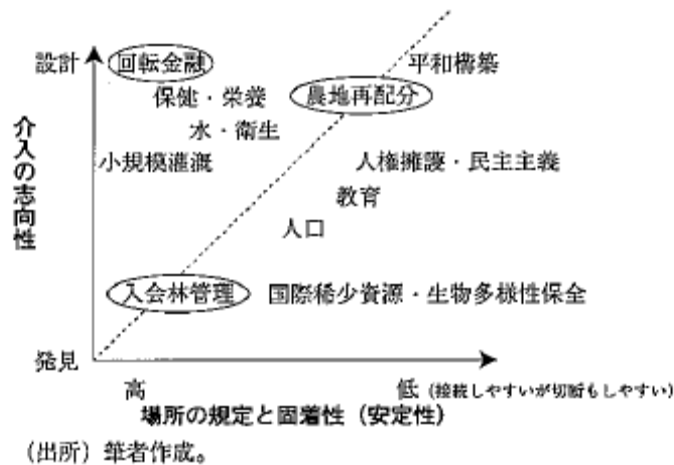 設計
回転金融
平和構築
保健・栄養
農地再配分
水・衛生
小規模灌漑
人権擁護・民主主義
教育
人口
介入の志向性
入会林管理
国際稀少資源・生物多様性保全
発見
高
低（接続しやすいが切断もしやすい）
場所の規定と固着性（安定性）
（出所）筆者作成。